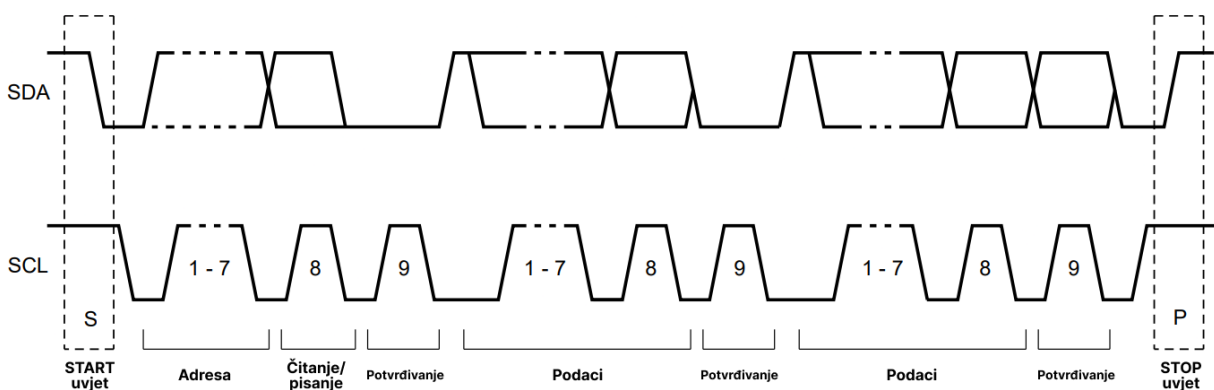 SDA
SCL
1 - 7 8 9 1 - 7 8 9 1 - 7 8 9
S P
START
uvjet
Adresa
Čitanje/
pisanje
Potvrđivanje
Podaci
Potvrđivanje
Podaci
Potvrđivanje
STOP
uvjet